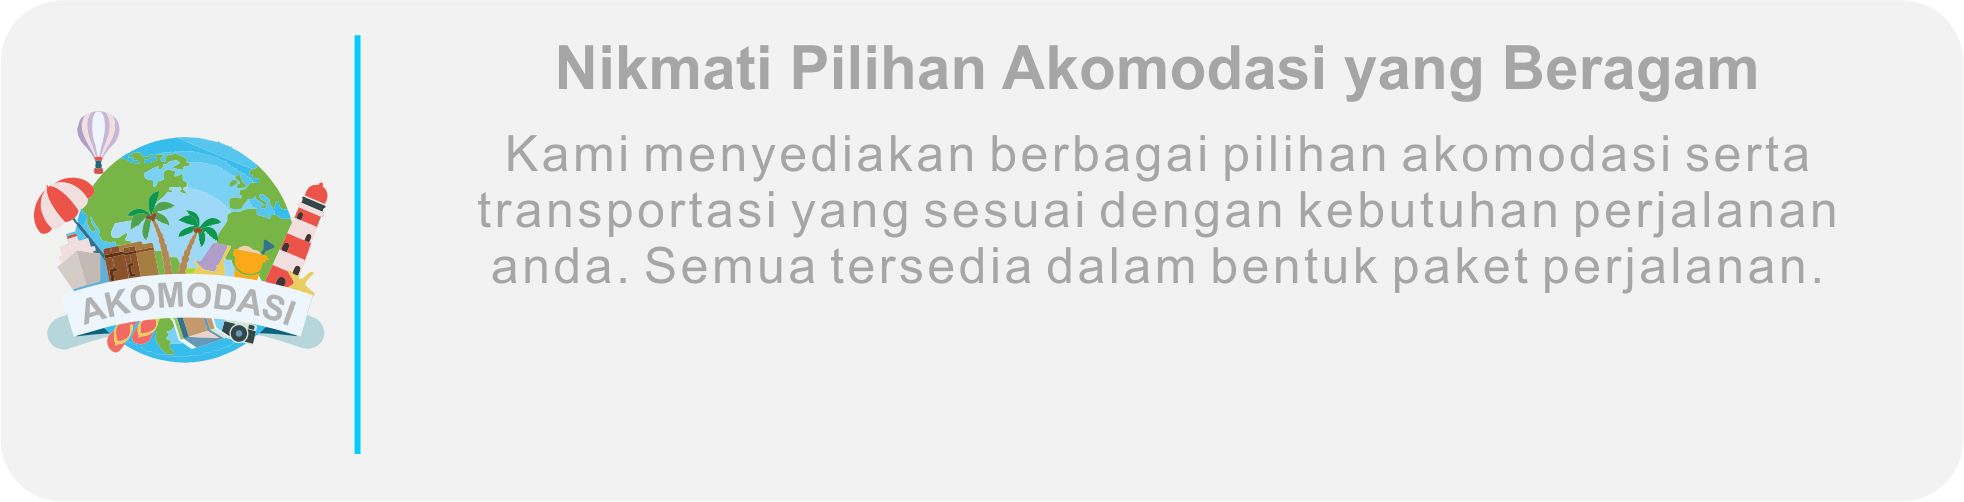 Nikmati Pilihan Akomodasi yang Beragam
Kami menyediakan berbagai pilihan akomodasi serta
transportasi yang sesuai dengan kebutuhan perjalanan
anda. Semua tersedia dalam bentuk paket perjalanan.
AKOMODASI